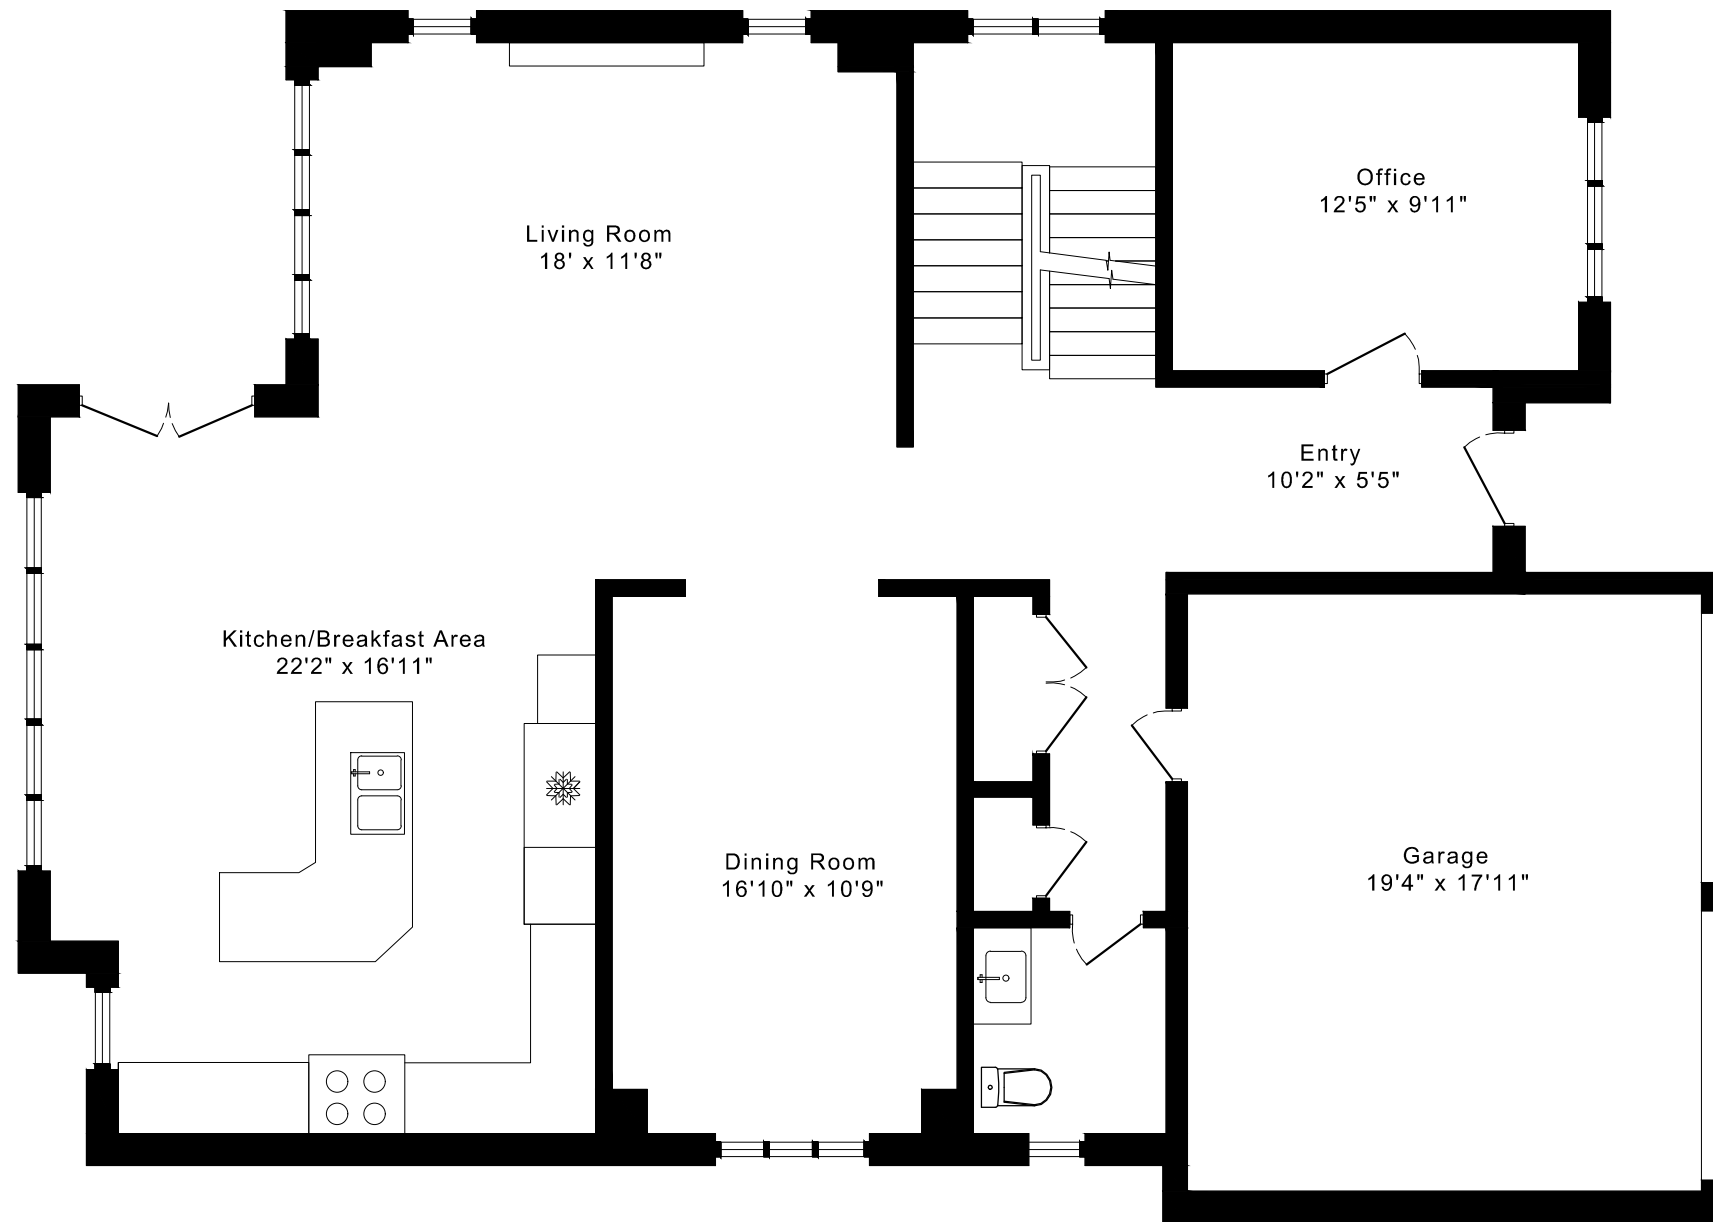 Office
12'5" x 9'11"
Living Room
18' x 11'8"
Entry
10'2" x 5'5"
Kitchen/Breakfast Area
22'2" x 16'11"
Dining Room
16'10" x 10'9"
Garage
19'4" x 17'11"